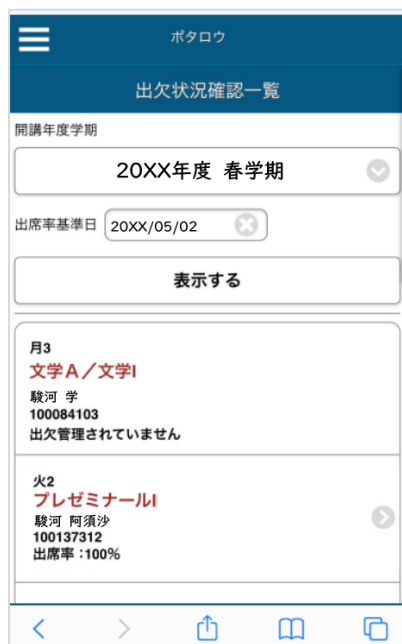 ポタロウ
出欠状況確認一覧
開講年度学期
20XX年度 春学期
出席率基準日 20XX/05/02
表示する
月3
文学A／文学I
駿河 学
100084103
出欠管理されていません
火2
プレゼミナールI
駿河 阿須沙
100137312
出席率：100%